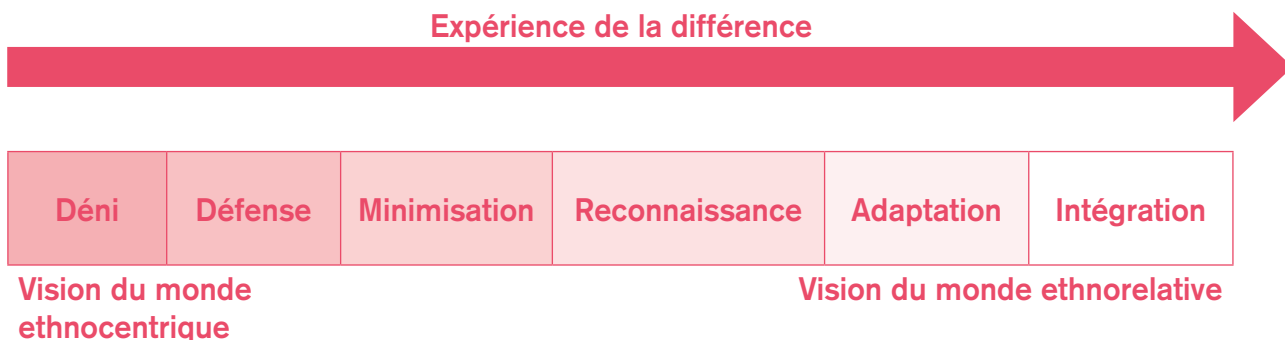 Expérience de la différence
Déni
Défense
Minimisation
Reconnaissance
Adaptation
Intégration
Vision du monde
ethnocentrique
Vision du monde ethnorelative